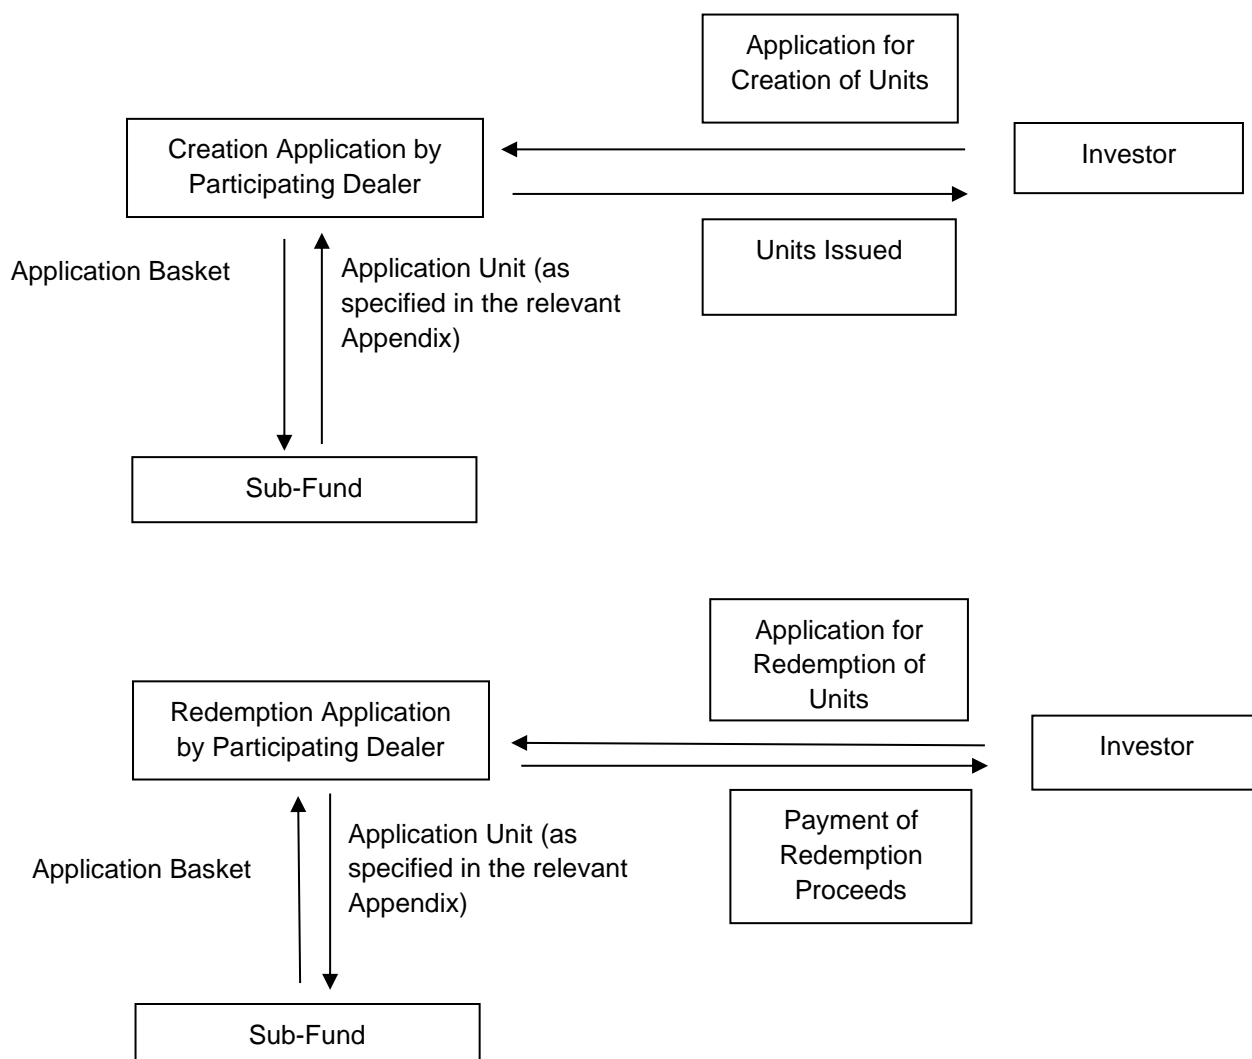 Application for
Creation of Units
Creation Application by
Participating Dealer
Investor
Units Issued
Application Basket
Application Unit (as
specified in the relevant
Appendix)
Sub-Fund
Application for
Redemption of
Units
Redemption Application
by Participating Dealer
Investor
Payment of
Redemption
Proceeds
Application Basket
Application Unit (as
specified in the relevant
Appendix)
Sub-Fund